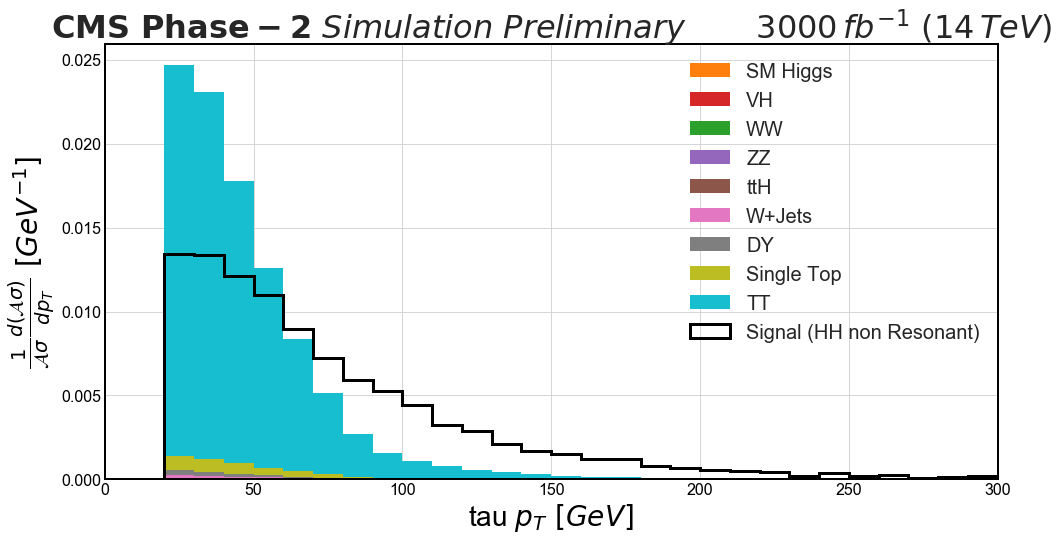 CMS Phase − 2 Simulation Preliminary 3000 fb⁻¹ (14 TeV)
1/𝒜σ d(𝒜σ)/dp_T [GeV⁻¹]
0.025
0.020
0.015
0.010
0.005
0.000
SM Higgs
VH
WW
ZZ
ttH
W+Jets
DY
Single Top
TT
Signal (HH non Resonant)
0 50 100 150 200 250 300
tau p_T [GeV]